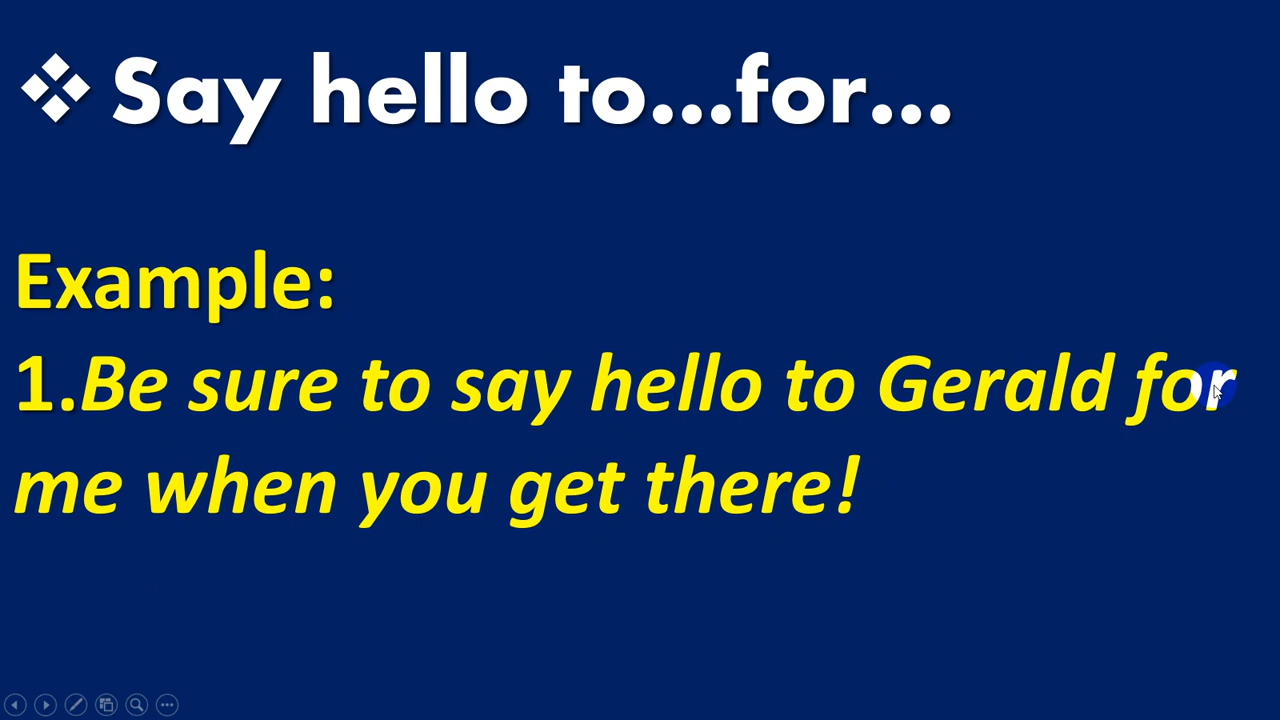 ❖ Say hello to...for...
Example:
1.Be sure to say hello to Gerald for
me when you get there!